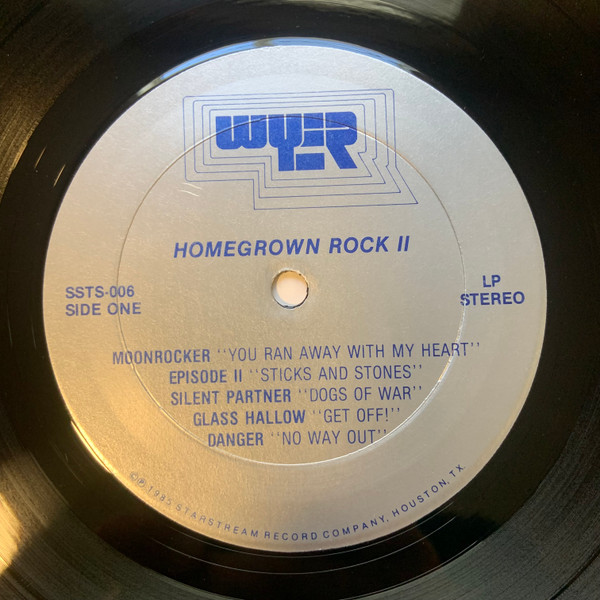 WYER
HOMEGROWN ROCK II
SSTS-006
SIDE ONE
LP
STEREO
MOONROCKER "YOU RAN AWAY WITH MY HEART"
EPISODE II "STICKS AND STONES"
SILENT PARTNER "DOGS OF WAR"
GLASS HALLOW "GET OFF!"
DANGER "NO WAY OUT"
©℗ 1985 STARSTREAM RECORD COMPANY, HOUSTON, TX.